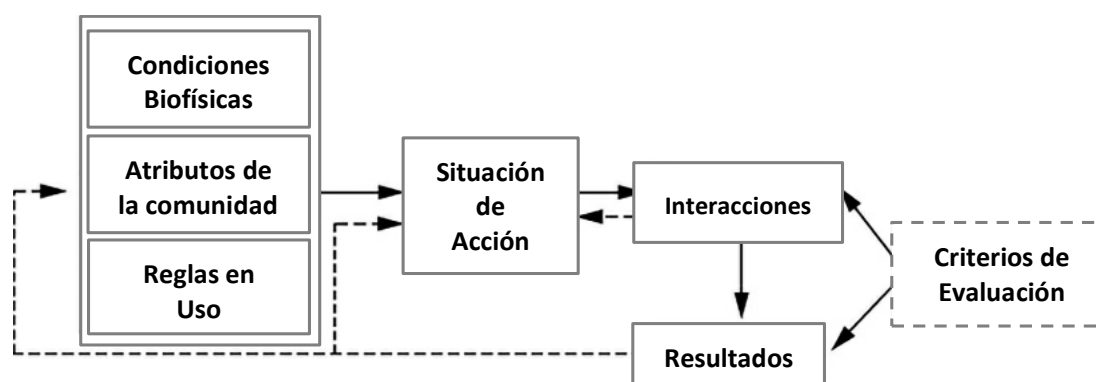 Condiciones
Biofísicas
Atributos de
la comunidad
Reglas en
Uso
Situación
de
Acción
Interacciones
Resultados
Criterios de
Evaluación